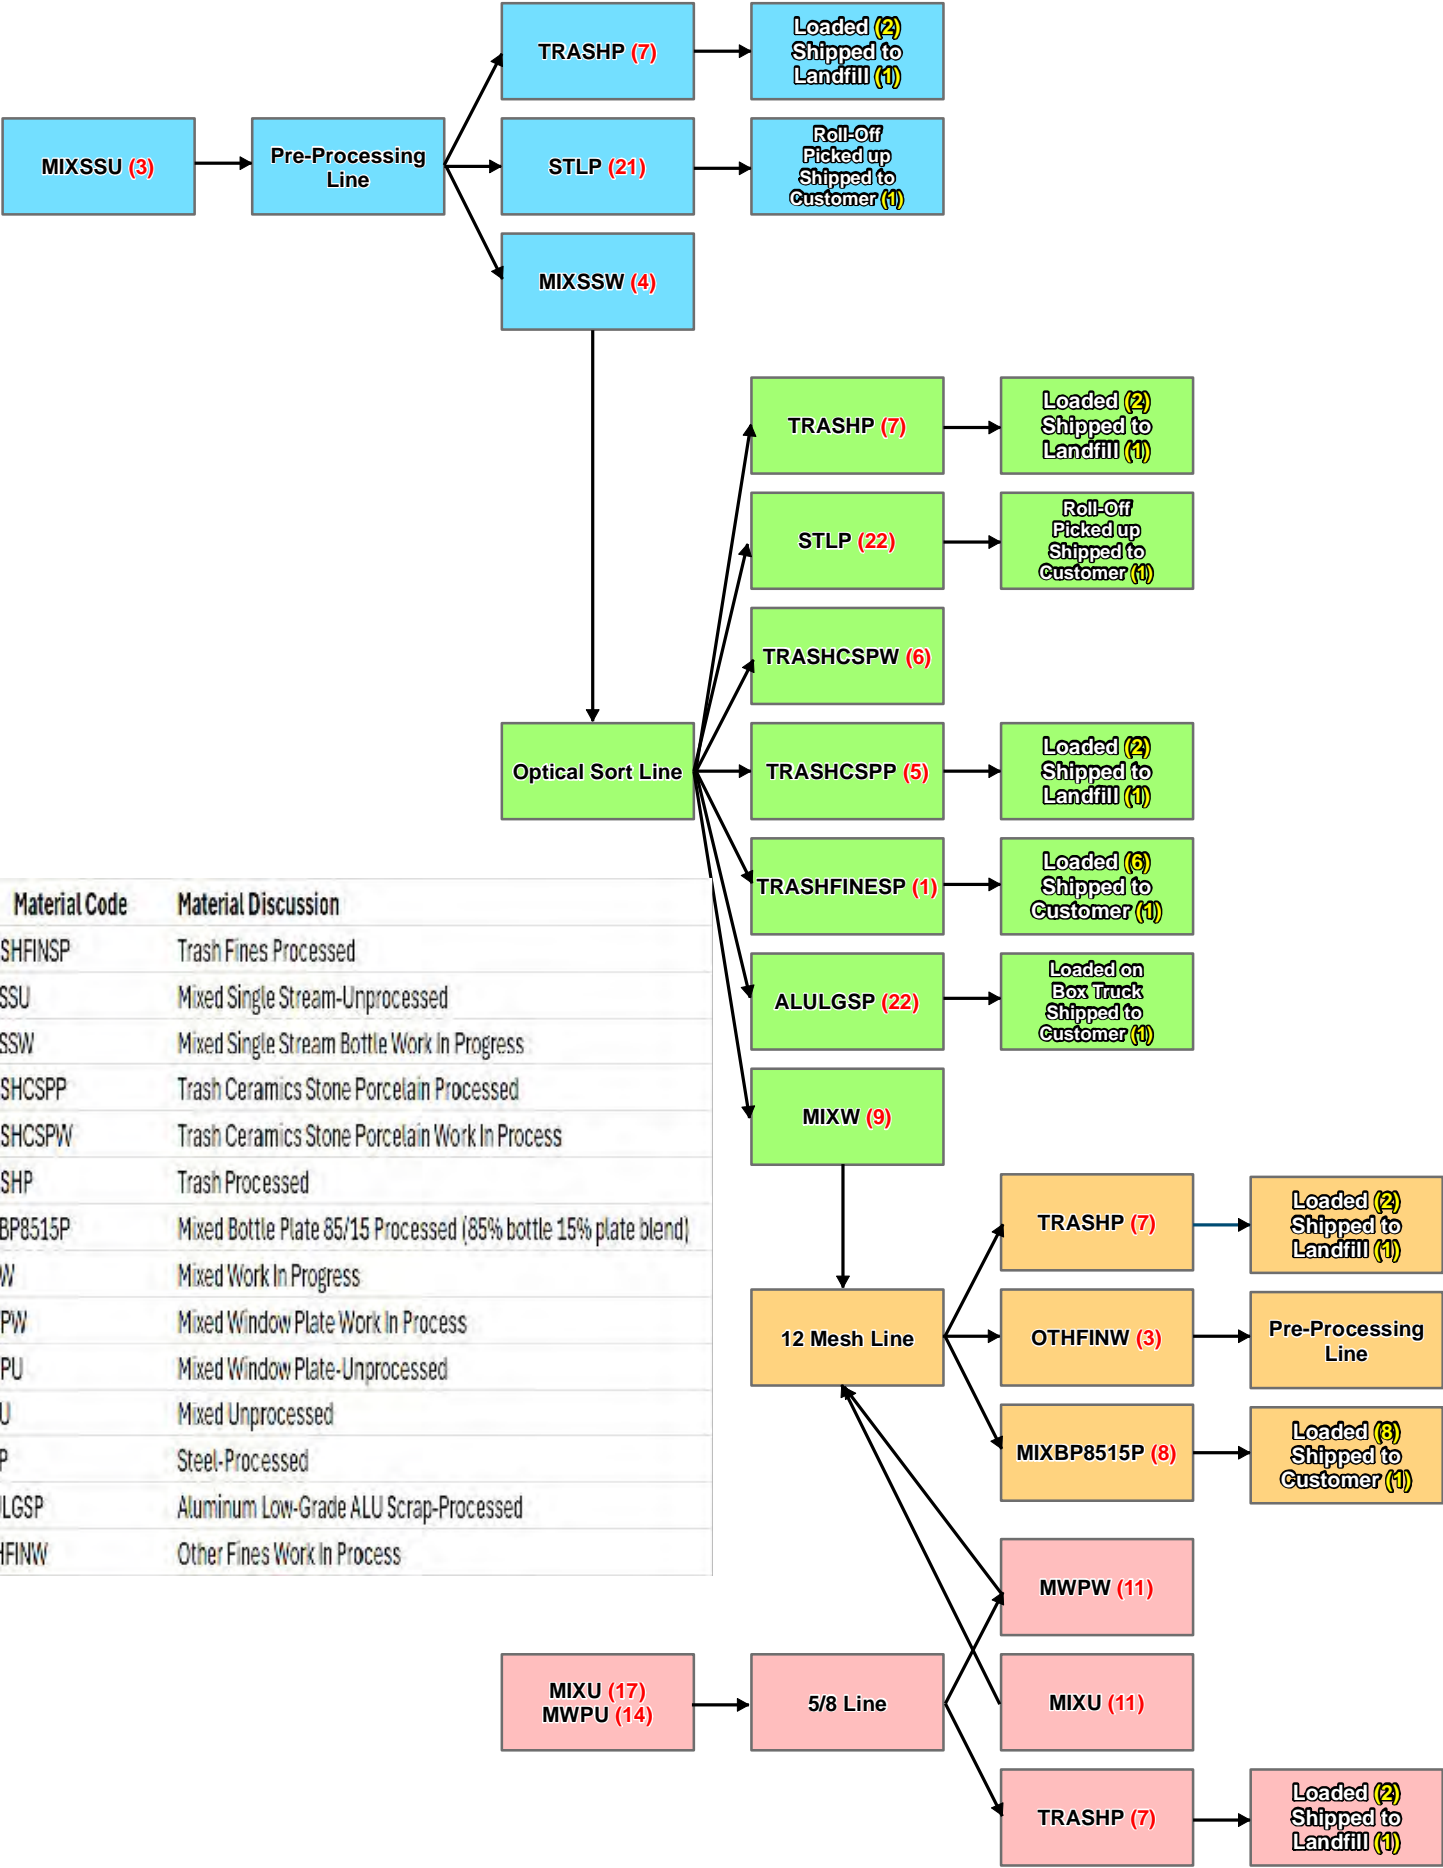 TRASHP (7)
Loaded (2)
Shipped to
Landfill (1)
MIXSSU (3)
Pre-Processing
Line
STLP (21)
Roll-Off
Picked up
Shipped to
Customer (1)
MIXSSW (4)
TRASHP (7)
Loaded (2)
Shipped to
Landfill (1)
STLP (22)
Roll-Off
Picked up
Shipped to
Customer (1)
TRASHCSPW (6)
Optical Sort Line
TRASHCSPP (5)
Loaded (2)
Shipped to
Landfill (1)
TRASHFINESP (1)
Loaded (6)
Shipped to
Customer (1)
ALULGSP (22)
Loaded on
Box Truck
Shipped to
Customer (1)
MIXW (9)
Material Code Material Discussion
SHFINSP Trash Fines Processed
SSU Mixed Single Stream-Unprocessed
SSW Mixed Single Stream Bottle Work In Progress
SHCSPP Trash Ceramics Stone Porcelain Processed
SHCSPW Trash Ceramics Stone Porcelain Work In Process
SHP Trash Processed
BP8515P Mixed Bottle Plate 85/15 Processed (85% bottle 15% plate blend)
W Mixed Work In Progress
PW Mixed Window Plate Work In Process
PU Mixed Window Plate-Unprocessed
U Mixed Unprocessed
P Steel-Processed
LGSP Aluminum Low-Grade ALU Scrap-Processed
HFINW Other Fines Work In Process
TRASHP (7)
Loaded (2)
Shipped to
Landfill (1)
12 Mesh Line
OTHFINW (3)
Pre-Processing
Line
MIXBP8515P (8)
Loaded (8)
Shipped to
Customer (1)
MWPW (11)
MIXU (17)
MWPU (14)
5/8 Line
MIXU (11)
TRASHP (7)
Loaded (2)
Shipped to
Landfill (1)